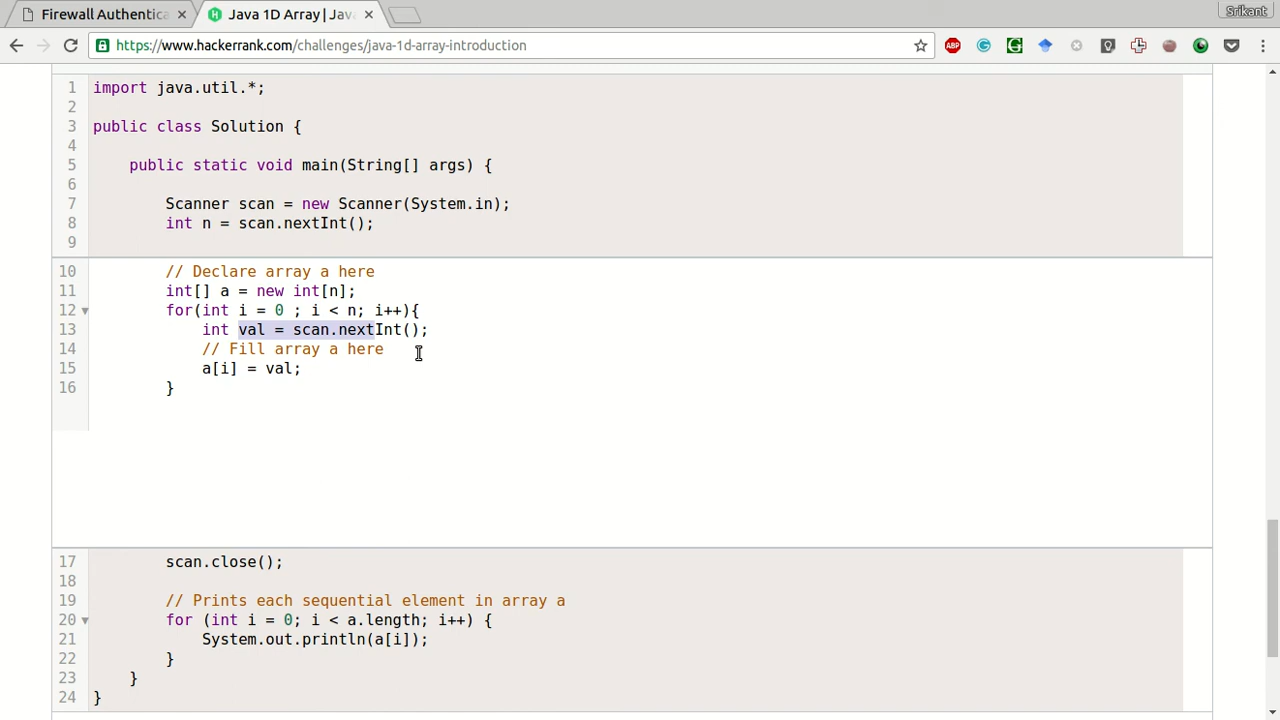 Firewall Authentica
Java 1D Array | Jav
Srikant
https://www.hackerrank.com/challenges/java-1d-array-introduction
ABP
1 import java.util.*;
2
3 public class Solution {
4
5 public static void main(String[] args) {
6
7 Scanner scan = new Scanner(System.in);
8 int n = scan.nextInt();
9
10 // Declare array a here
11 int[] a = new int[n];
12 for(int i = 0 ; i < n; i++){
13 int val = scan.nextInt();
14 // Fill array a here
15 a[i] = val;
16 }
17 scan.close();
18
19 // Prints each sequential element in array a
20 for (int i = 0; i < a.length; i++) {
21 System.out.println(a[i]);
22 }
23 }
24 }